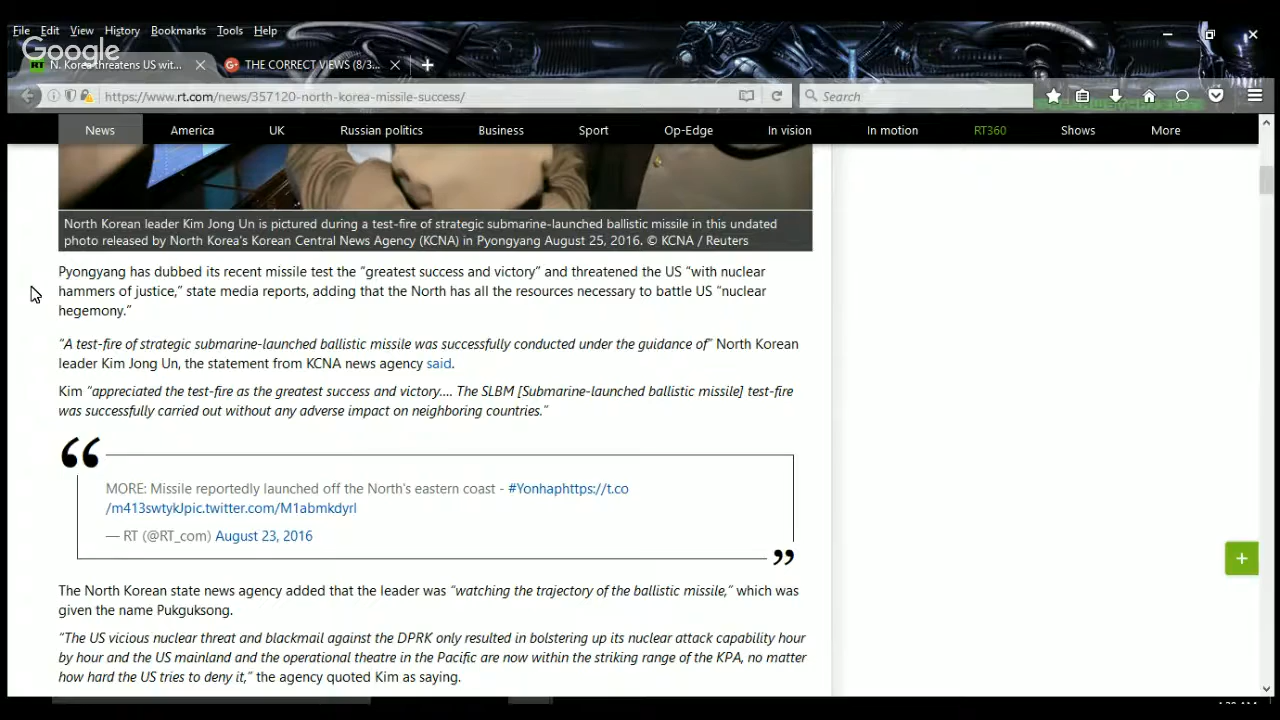 File Edit View History Bookmarks Tools Help
Google
RT N. Korea threatens US wit... THE CORRECT VIEWS (8/3...
https://www.rt.com/news/357120-north-korea-missile-success/ Search
News America UK Russian politics Business Sport Op-Edge In vision In motion RT360 Shows More
North Korean leader Kim Jong Un is pictured during a test-fire of strategic submarine-launched ballistic missile in this undated
photo released by North Korea's Korean Central News Agency (KCNA) in Pyongyang August 25, 2016. © KCNA / Reuters
Pyongyang has dubbed its recent missile test the “greatest success and victory” and threatened the US “with nuclear
hammers of justice,” state media reports, adding that the North has all the resources necessary to battle US “nuclear
hegemony.”
“A test-fire of strategic submarine-launched ballistic missile was successfully conducted under the guidance of” North Korean
leader Kim Jong Un, the statement from KCNA news agency said.
Kim “appreciated the test-fire as the greatest success and victory.... The SLBM [Submarine-launched ballistic missile] test-fire
was successfully carried out without any adverse impact on neighboring countries.”
MORE: Missile reportedly launched off the North's eastern coast - #Yonhaphttps://t.co
/m413swtykJpic.twitter.com/M1abmkdyrl
— RT (@RT_com) August 23, 2016
The North Korean state news agency added that the leader was “watching the trajectory of the ballistic missile,” which was
given the name Pukguksong.
“The US vicious nuclear threat and blackmail against the DPRK only resulted in bolstering up its nuclear attack capability hour
by hour and the US mainland and the operational theatre in the Pacific are now within the striking range of the KPA, no matter
how hard the US tries to deny it,” the agency quoted Kim as saying.